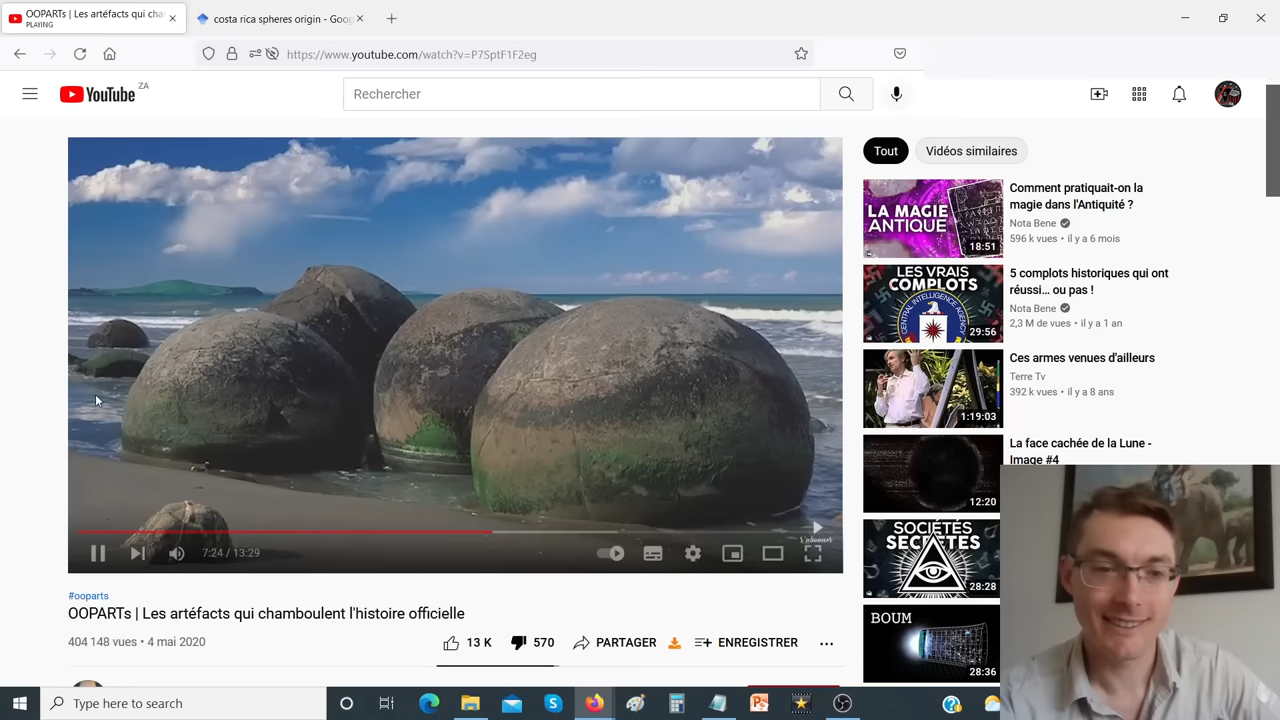 OOPARTs | Les artéfacts qui cha
PLAYING
costa rica spheres origin - Goog
https://www.youtube.com/watch?v=P7SptF1F2eg
YouTube ZA
Rechercher
Tout
Vidéos similaires
LA MAGIE
ANTIQUE
18:51
Comment pratiquait-on la
magie dans l'Antiquité ?
Nota Bene
596 k vues • il y a 6 mois
LES VRAIS
COMPLOTS
CENTRAL INTELLIGENCE AGENCY
29:56
5 complots historiques qui ont
réussi… ou pas !
Nota Bene
2,3 M de vues • il y a 1 an
1:19:03
Ces armes venues d'ailleurs
Terre Tv
392 k vues • il y a 8 ans
12:20
La face cachée de la Lune -
Image #4
SOCIÉTÉS
SECRÈTES
28:28
BOUM
28:36
7:24 / 13:29
S'abonner
#ooparts
OOPARTs | Les artéfacts qui chamboulent l'histoire officielle
404 148 vues • 4 mai 2020
13 K
570
PARTAGER
ENREGISTRER
Type here to search